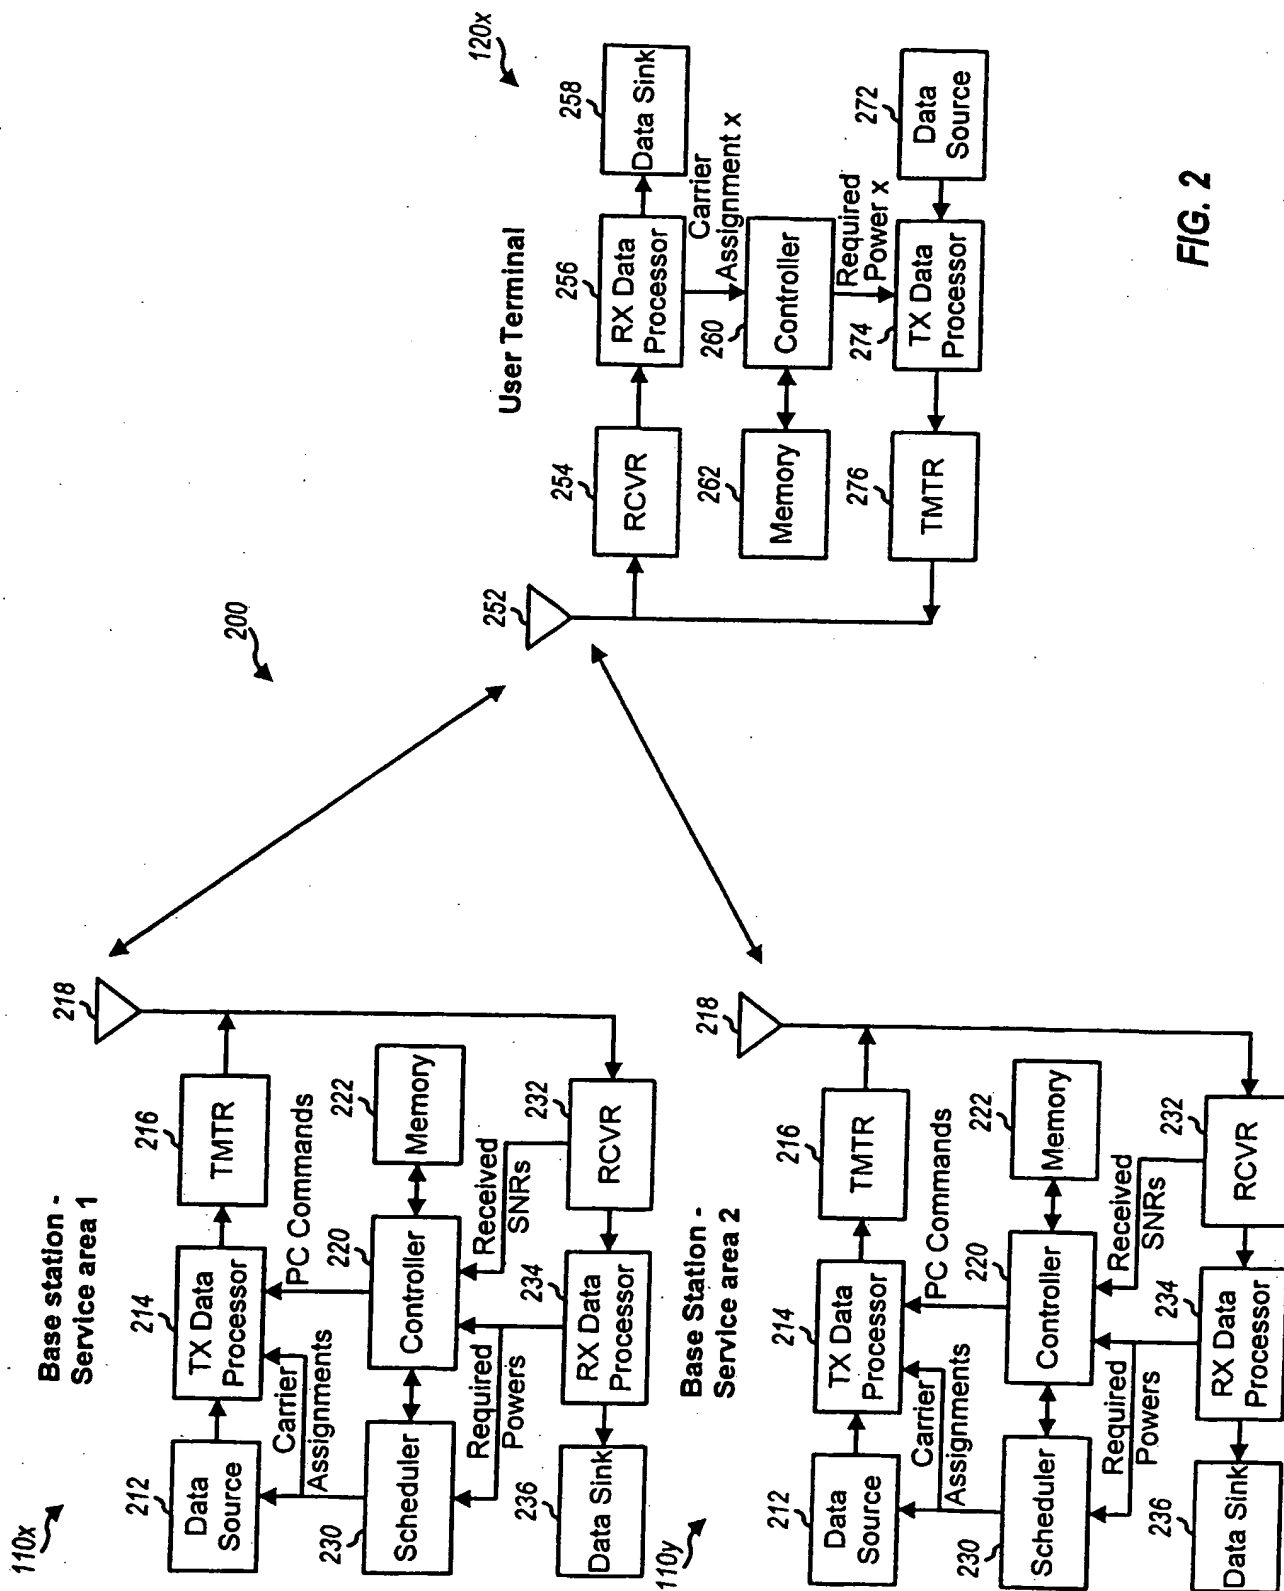 110x
Base station -
Service area 1
212
Data
Source
214
TX Data
Processor
216
TMTR
218
Carrier
Assignments
PC Commands
230
Scheduler
220
Controller
222
Memory
Required
Powers
Received
SNRs
236
Data Sink
234
RX Data
Processor
232
RCVR
110y
Base Station -
Service area 2
212
Data
Source
214
TX Data
Processor
216
TMTR
218
Carrier
Assignments
PC Commands
230
Scheduler
220
Controller
222
Memory
Required
Powers
Received
SNRs
236
Data Sink
234
RX Data
Processor
232
RCVR
200
120x
User Terminal
252
254
RCVR
256
RX Data
Processor
258
Data Sink
Carrier
Assignment x
262
Memory
260
Controller
Required
Power x
276
TMTR
274
TX Data
Processor
272
Data
Source
FIG. 2